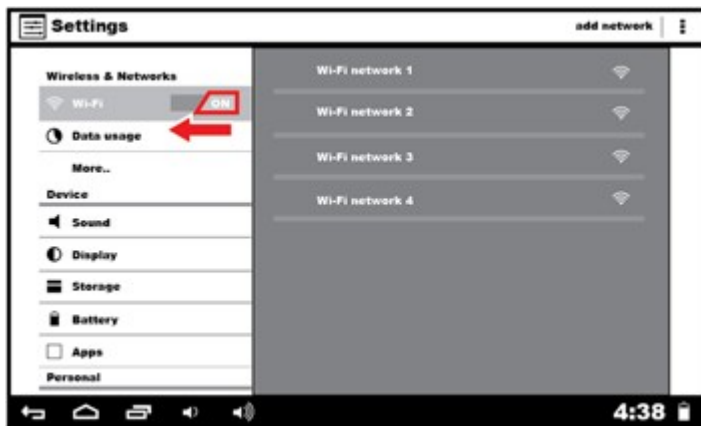 Settings
add network
Wireless & Networks
Wi-Fi
ON
Data usage
More..
Device
Sound
Display
Storage
Battery
Apps
Personal
Wi-Fi network 1
Wi-Fi network 2
Wi-Fi network 3
Wi-Fi network 4
4:38